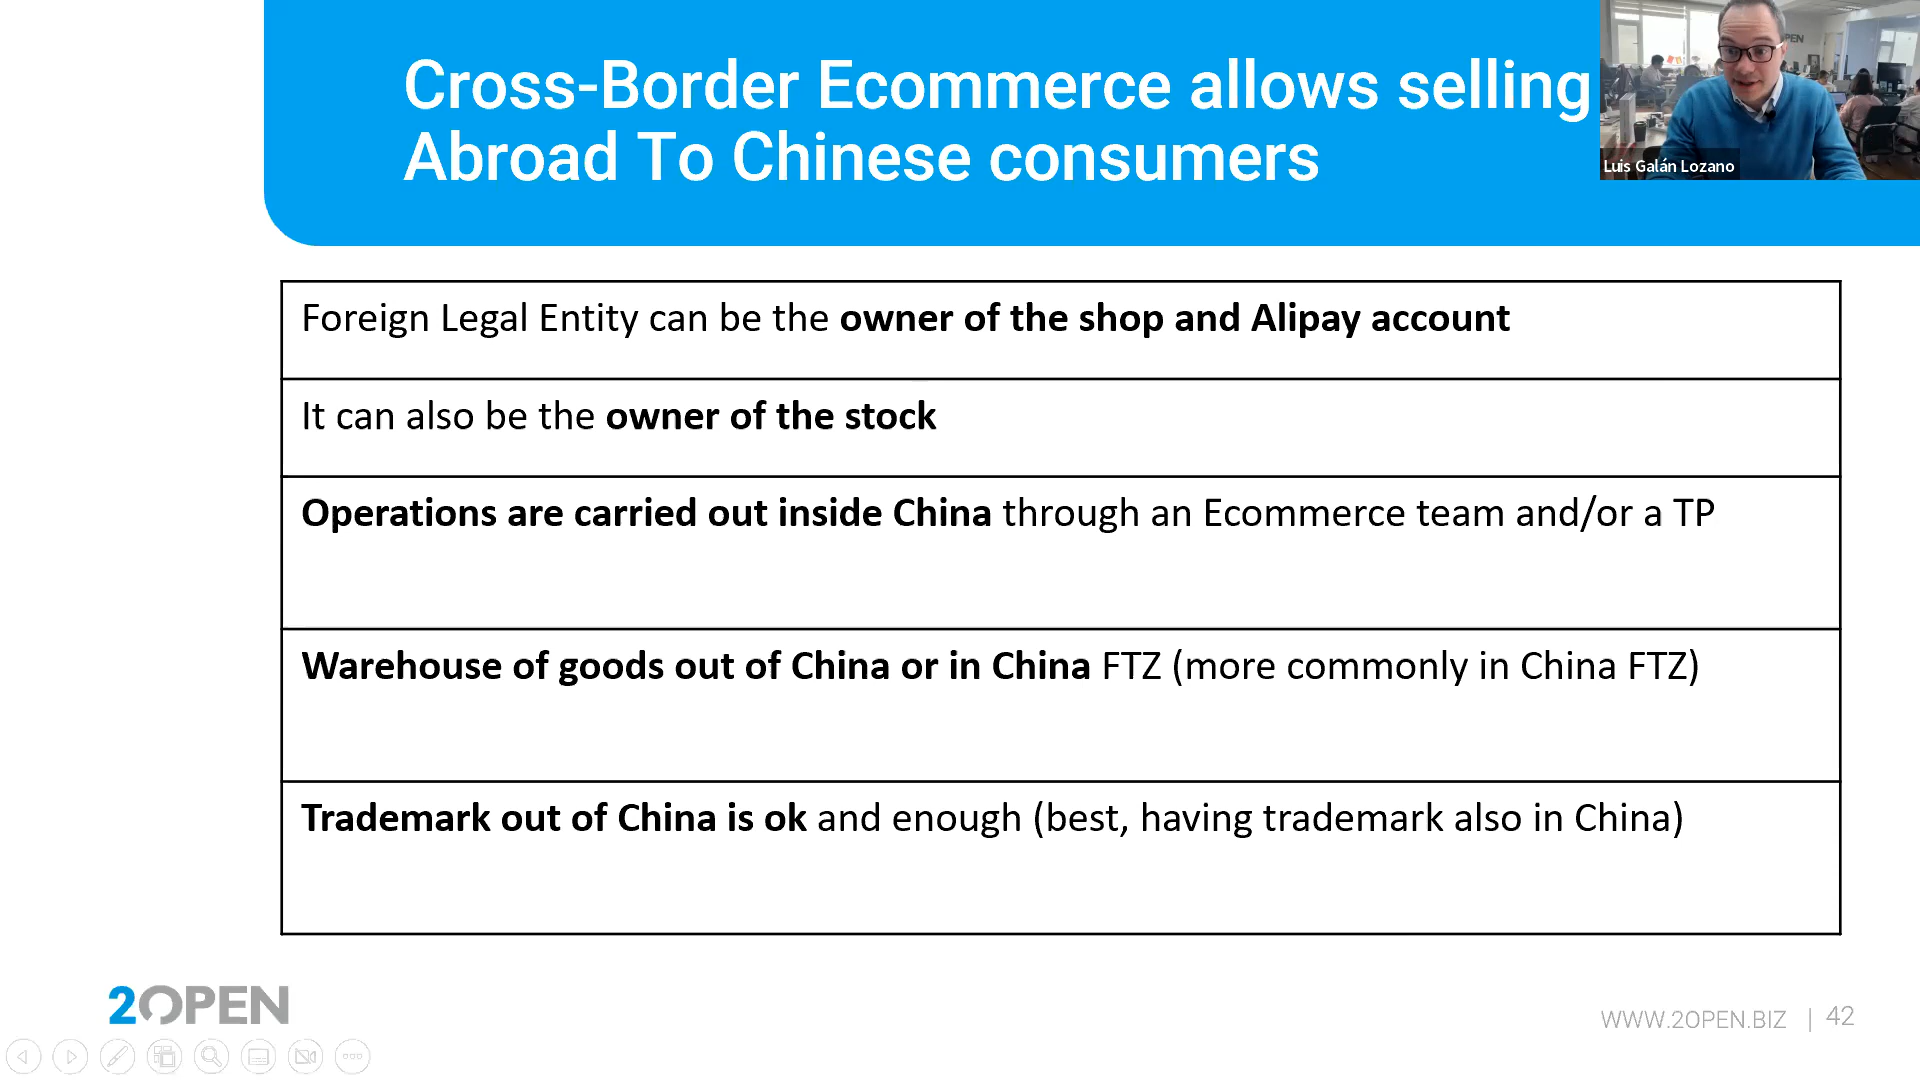 Cross-Border Ecommerce allows selling
Abroad To Chinese consumers
PEN
Luis Galán Lozano
Foreign Legal Entity can be the owner of the shop and Alipay account
It can also be the owner of the stock
Operations are carried out inside China through an Ecommerce team and/or a TP
Warehouse of goods out of China or in China FTZ (more commonly in China FTZ)
Trademark out of China is ok and enough (best, having trademark also in China)
2OPEN
WWW.2OPEN.BIZ | 42